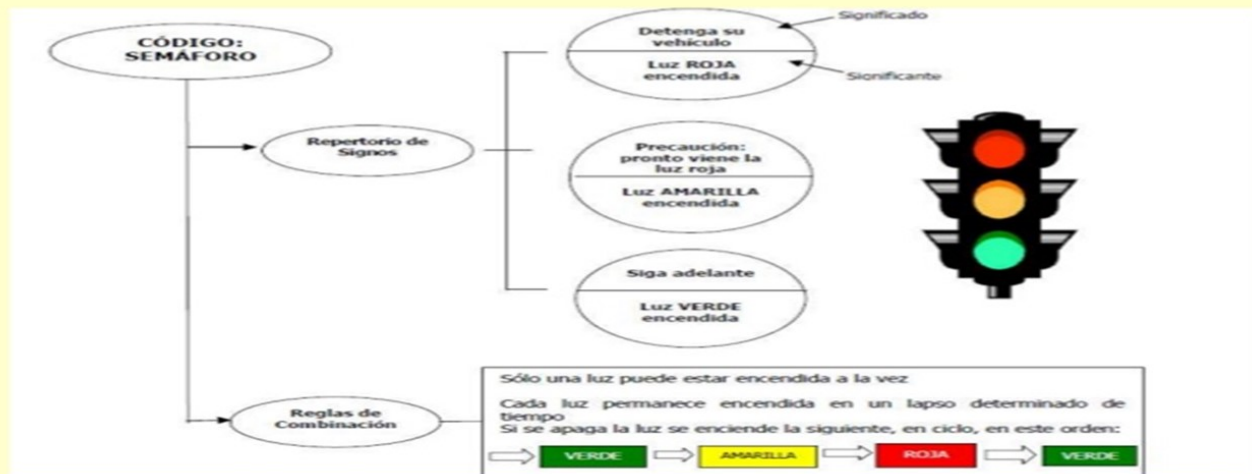 CÓDIGO:
SEMÁFORO
Repertorio de
Signos
Detenga su
vehículo
Luz ROJA
encendida
Significado
Significante
Precaución:
pronto viene la
luz roja
Luz AMARILLA
encendida
Siga adelante
Luz VERDE
encendida
Reglas de
Combinación
Sólo una luz puede estar encendida a la vez
Cada luz permanece encendida en un lapso determinado de
tiempo
Si se apaga la luz se enciende la siguiente, en ciclo, en este orden:
VERDE AMARILLA ROJA VERDE